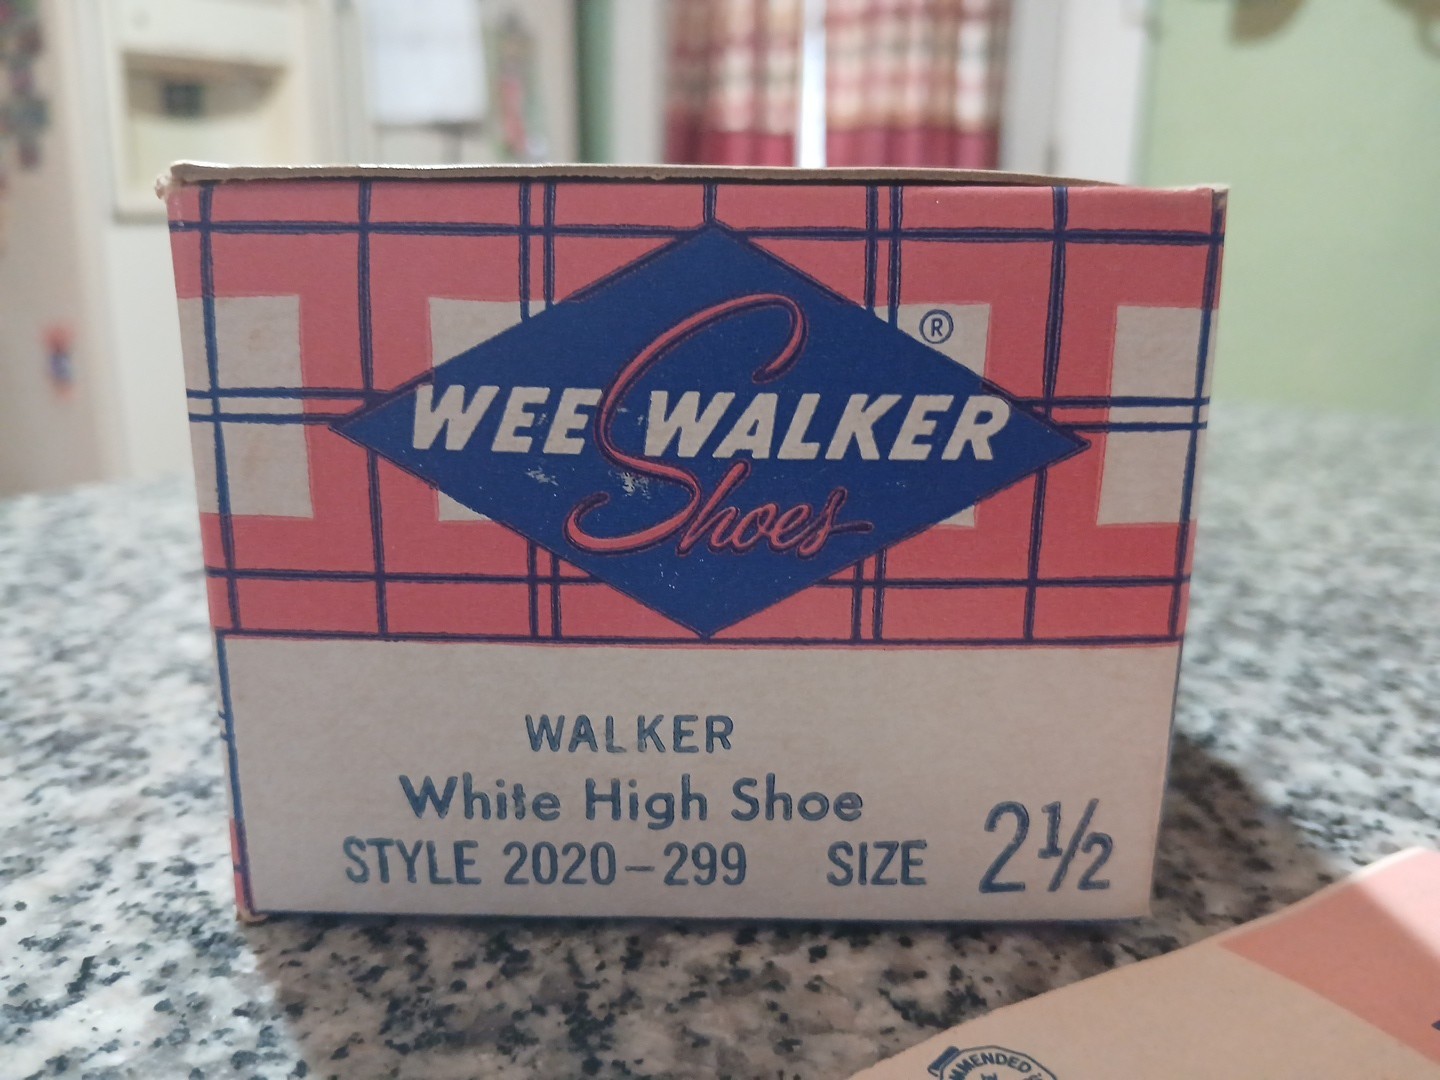 WEE WALKER ®
Shoes
WALKER
White High Shoe
STYLE 2020-299 SIZE 2½